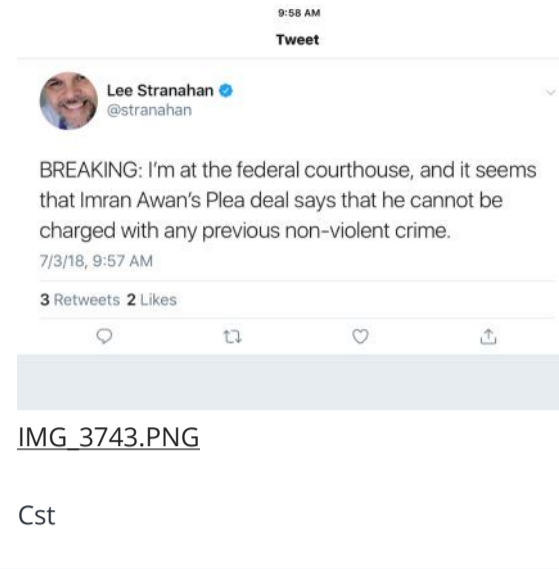 9:58 AM
Tweet
Lee Stranahan
@stranahan
BREAKING: I'm at the federal courthouse, and it seems
that Imran Awan's Plea deal says that he cannot be
charged with any previous non-violent crime.
7/3/18, 9:57 AM
3 Retweets 2 Likes
IMG_3743.PNG
Cst